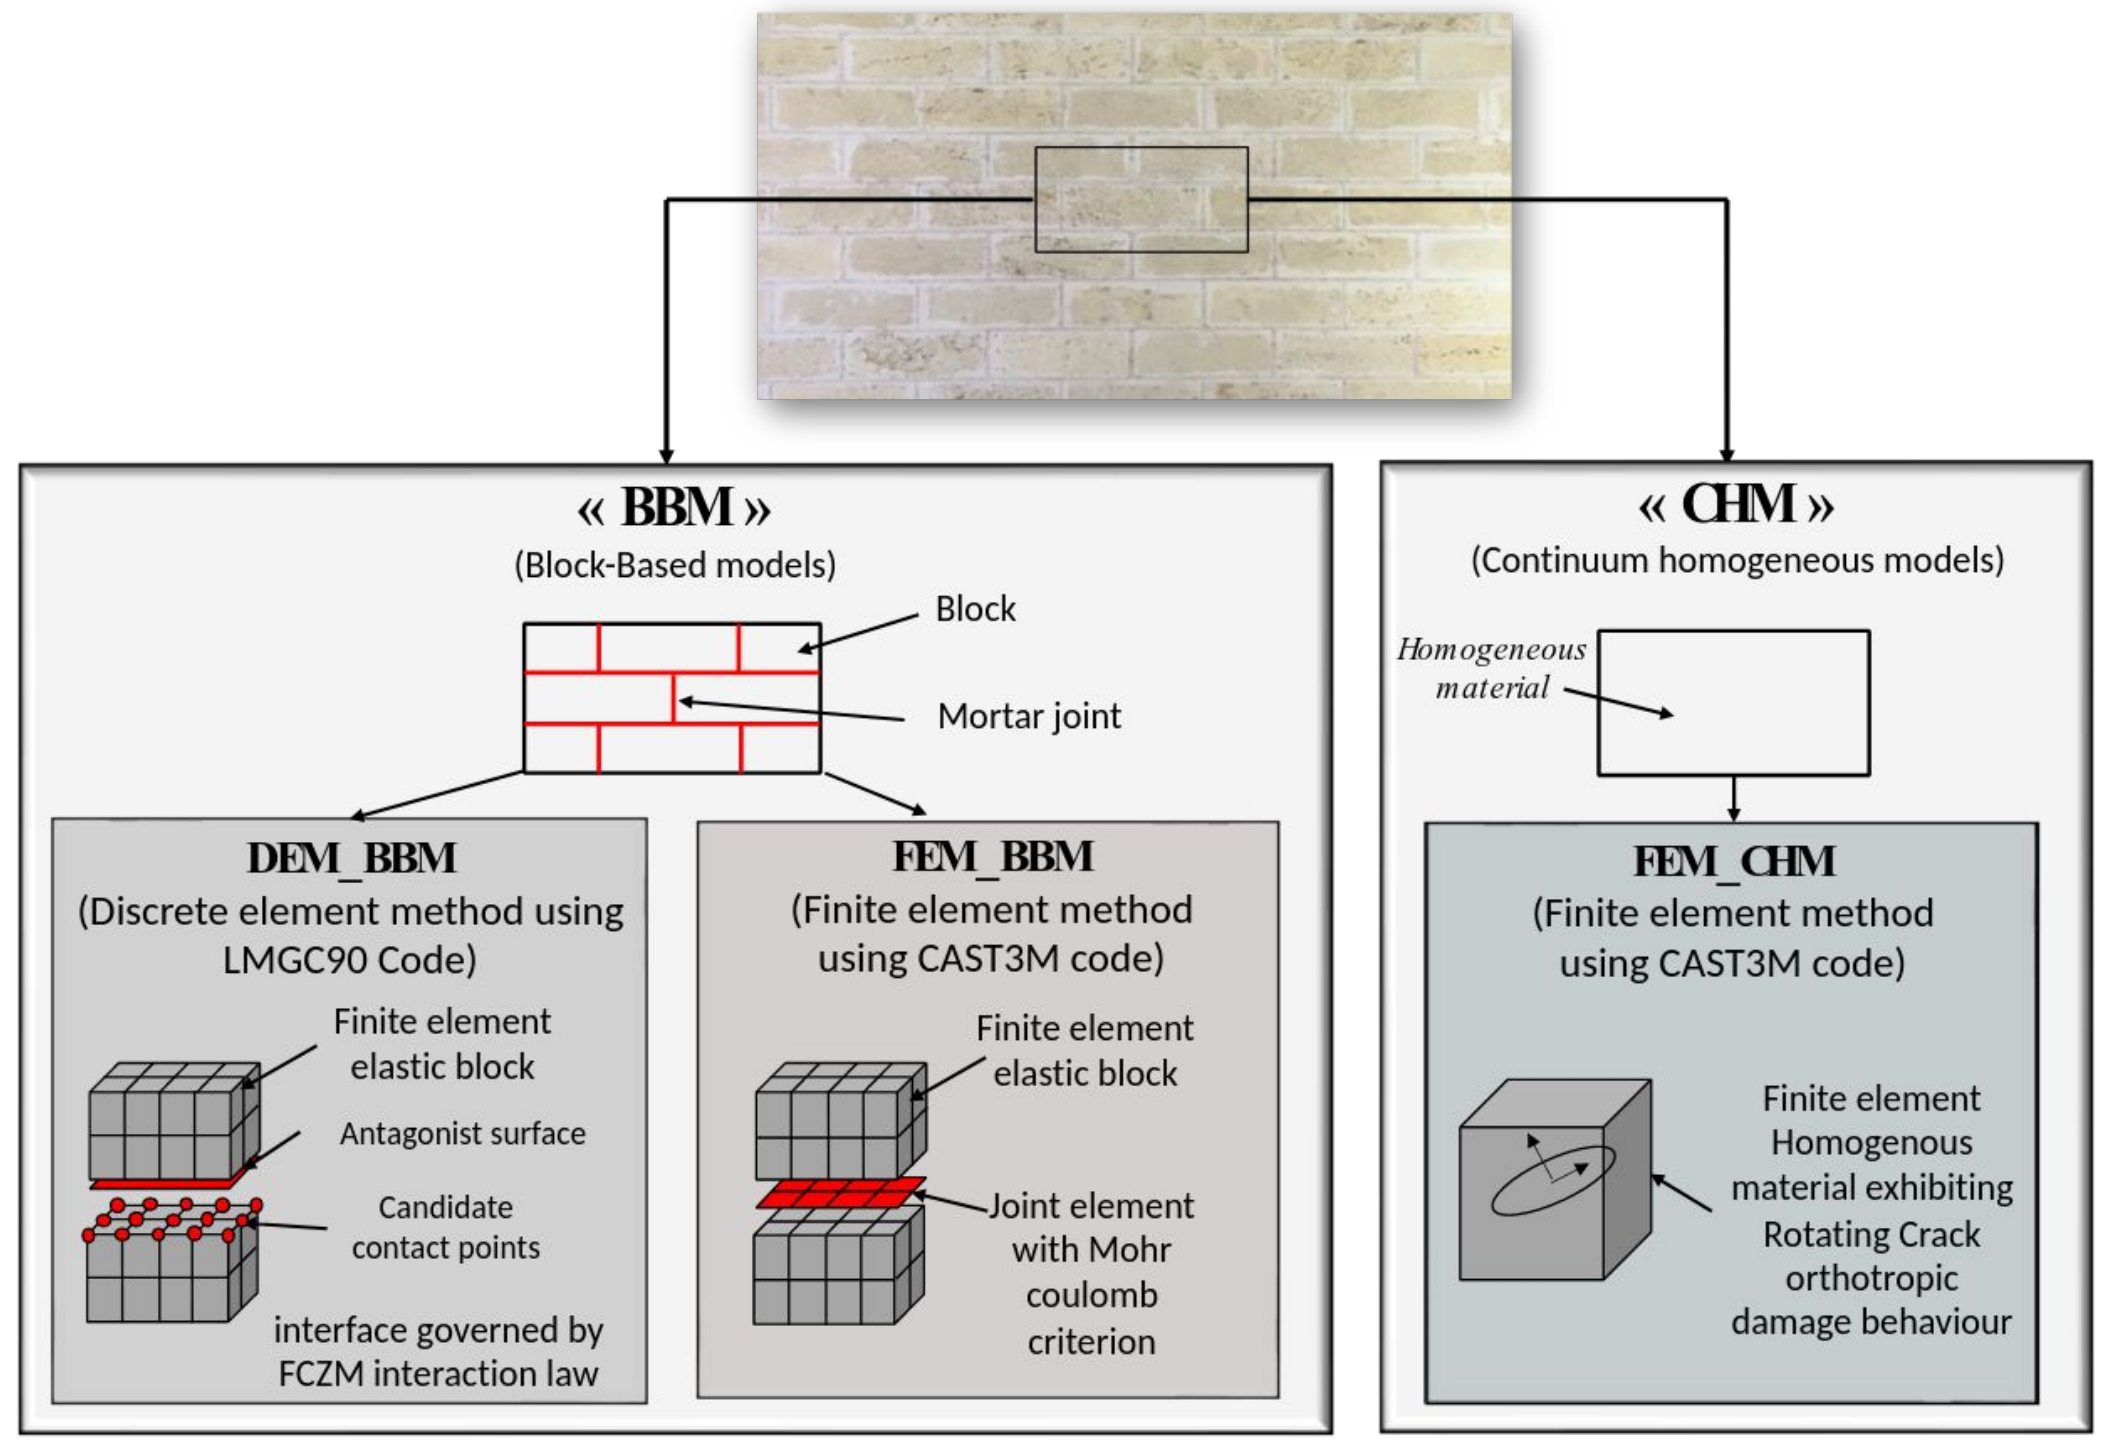 « BBM »
(Block-Based models)
Block
Mortar joint
DEM_BBM
(Discrete element method using
LMGC90 Code)
Finite element
elastic block
Antagonist surface
Candidate
contact points
interface governed by
FCZM interaction law
FEM_BBM
(Finite element method
using CAST3M code)
Finite element
elastic block
Joint element
with Mohr
coulomb
criterion
« CHM »
(Continuum homogeneous models)
Homogeneous
material
FEM_CHM
(Finite element method
using CAST3M code)
Finite element
Homogenous
material exhibiting
Rotating Crack
orthotropic
damage behaviour